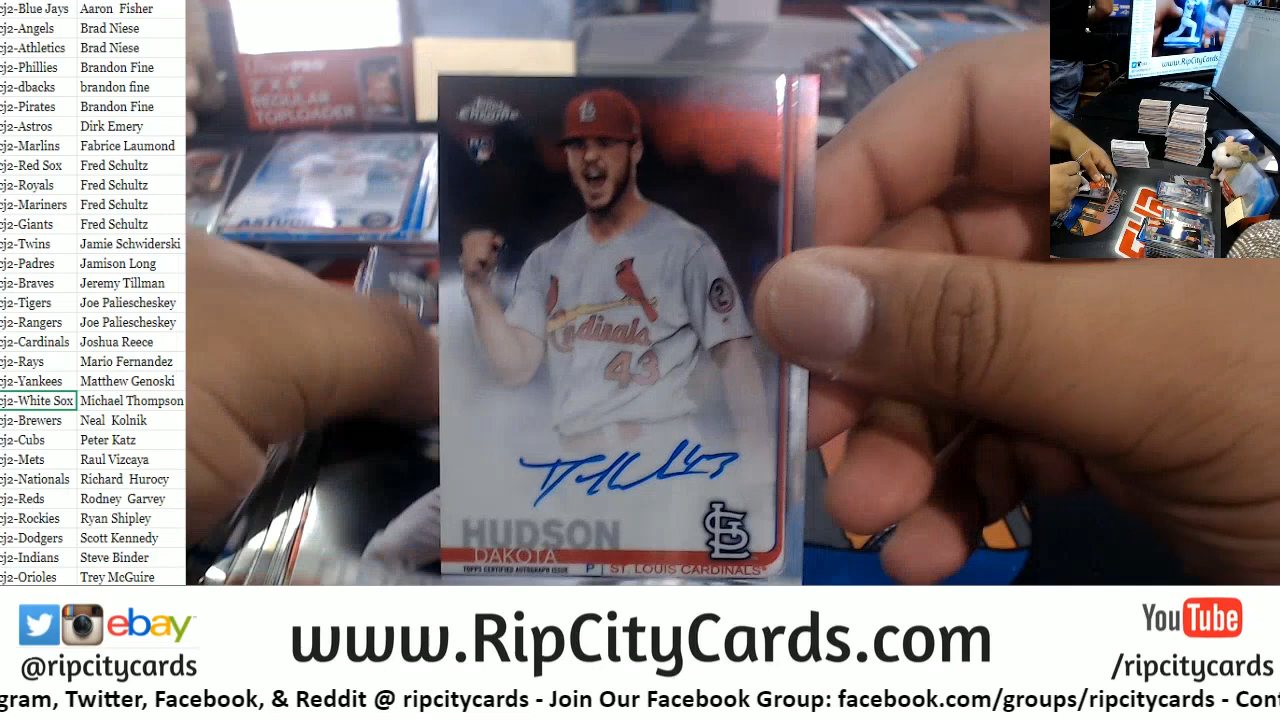 cj2-Blue Jays Aaron Fisher
cj2-Angels Brad Niese
cj2-Athletics Brad Niese
cj2-Phillies Brandon Fine
cj2-dbacks brandon fine
cj2-Pirates Brandon Fine
cj2-Astros Dirk Emery
cj2-Marlins Fabrice Laumond
cj2-Red Sox Fred Schultz
cj2-Royals Fred Schultz
cj2-Mariners Fred Schultz
cj2-Giants Fred Schultz
cj2-Twins Jamie Schwiderski
cj2-Padres Jamison Long
cj2-Braves Jeremy Tillman
cj2-Tigers Joe Paliescheskey
cj2-Rangers Joe Paliescheskey
cj2-Cardinals Joshua Reece
cj2-Rays Mario Fernandez
cj2-Yankees Matthew Genoski
cj2-White Sox Michael Thompson
cj2-Brewers Neal Kolnik
cj2-Cubs Peter Katz
cj2-Mets Raul Vizcaya
cj2-Nationals Richard Hurocy
cj2-Reds Rodney Garvey
cj2-Rockies Ryan Shipley
cj2-Dodgers Scott Kennedy
cj2-Indians Steve Binder
cj2-Orioles Trey McGuire
REGULAR
TOPLOADER
ASTUDILLO
Topps
Chrome
RC
Cardinals
43
2
HUDSON
DAKOTA
TOPPS CERTIFIED AUTOGRAPH ISSUE
P | ST. LOUIS CARDINALS
www.RipCityCards.com
ebay
@ripcitycards
www.RipCityCards.com
YouTube
/ripcitycards
gram, Twitter, Facebook, & Reddit @ ripcitycards - Join Our Facebook Group: facebook.com/groups/ripcitycards - Cont